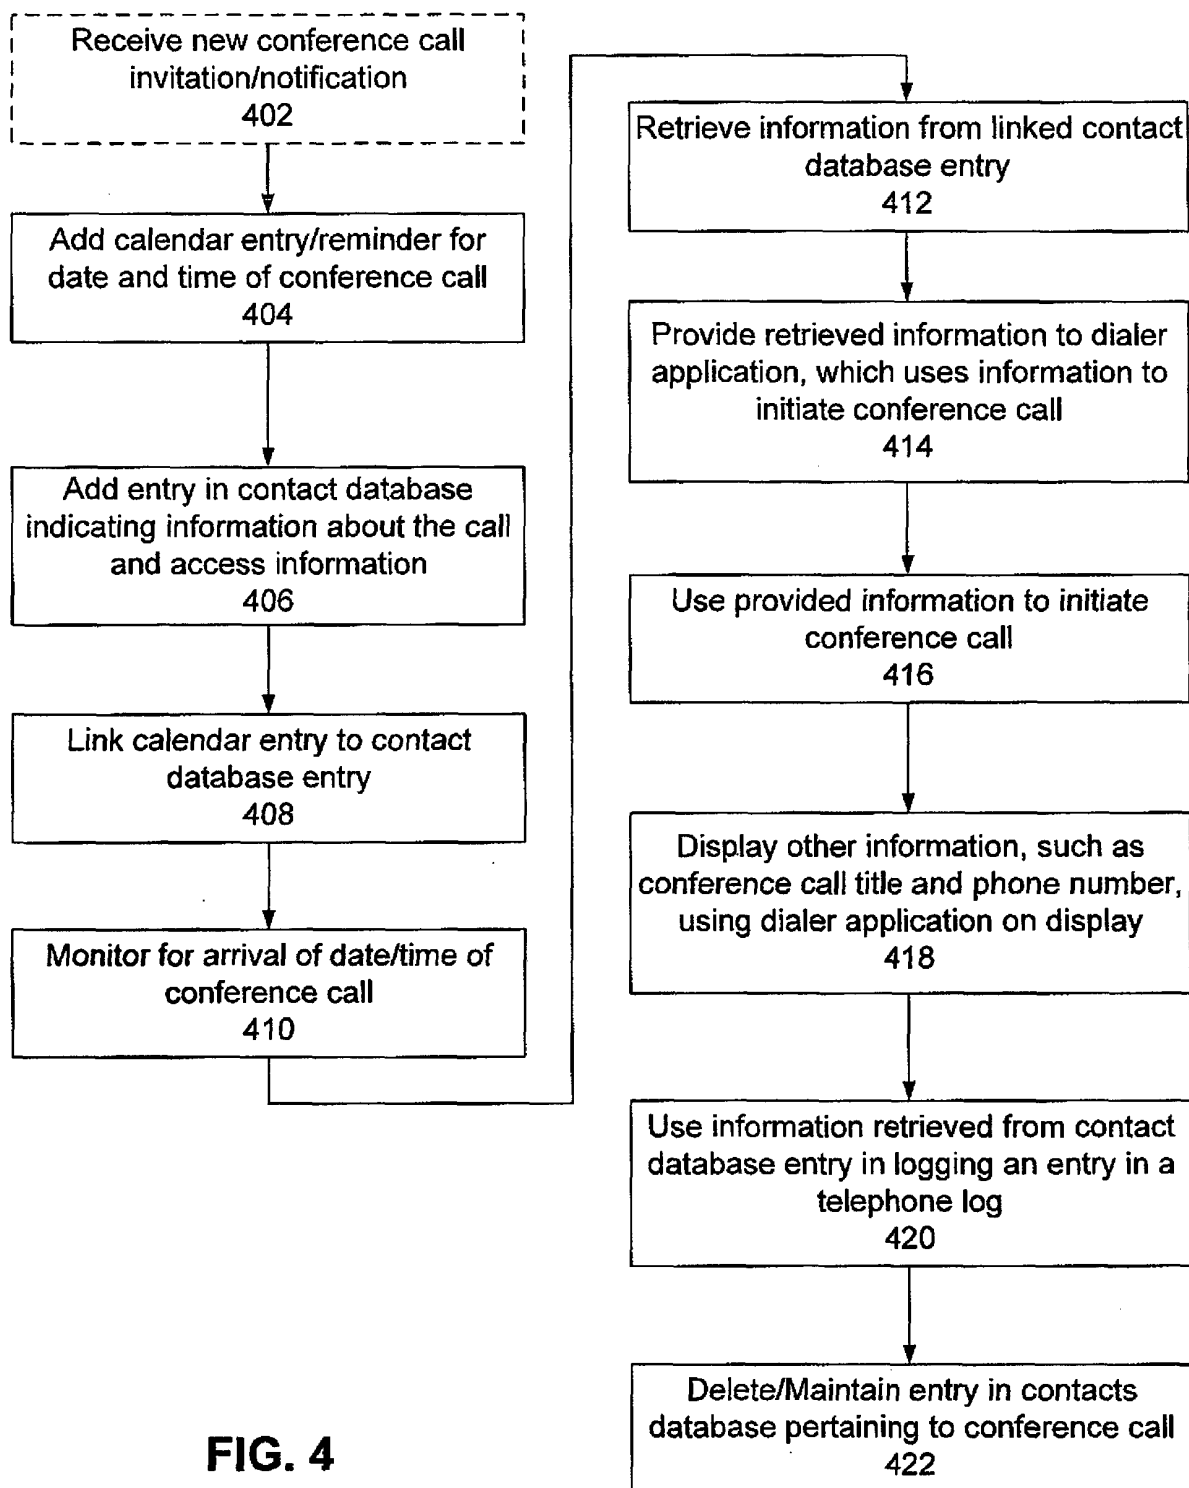 Receive new conference call
invitation/notification
402
Add calendar entry/reminder for
date and time of conference call
404
Add entry in contact database
indicating information about the call
and access information
406
Link calendar entry to contact
database entry
408
Monitor for arrival of date/time of
conference call
410
Retrieve information from linked contact
database entry
412
Provide retrieved information to dialer
application, which uses information to
initiate conference call
414
Use provided information to initiate
conference call
416
Display other information, such as
conference call title and phone number,
using dialer application on display
418
Use information retrieved from contact
database entry in logging an entry in a
telephone log
420
Delete/Maintain entry in contacts
database pertaining to conference call
422
FIG. 4